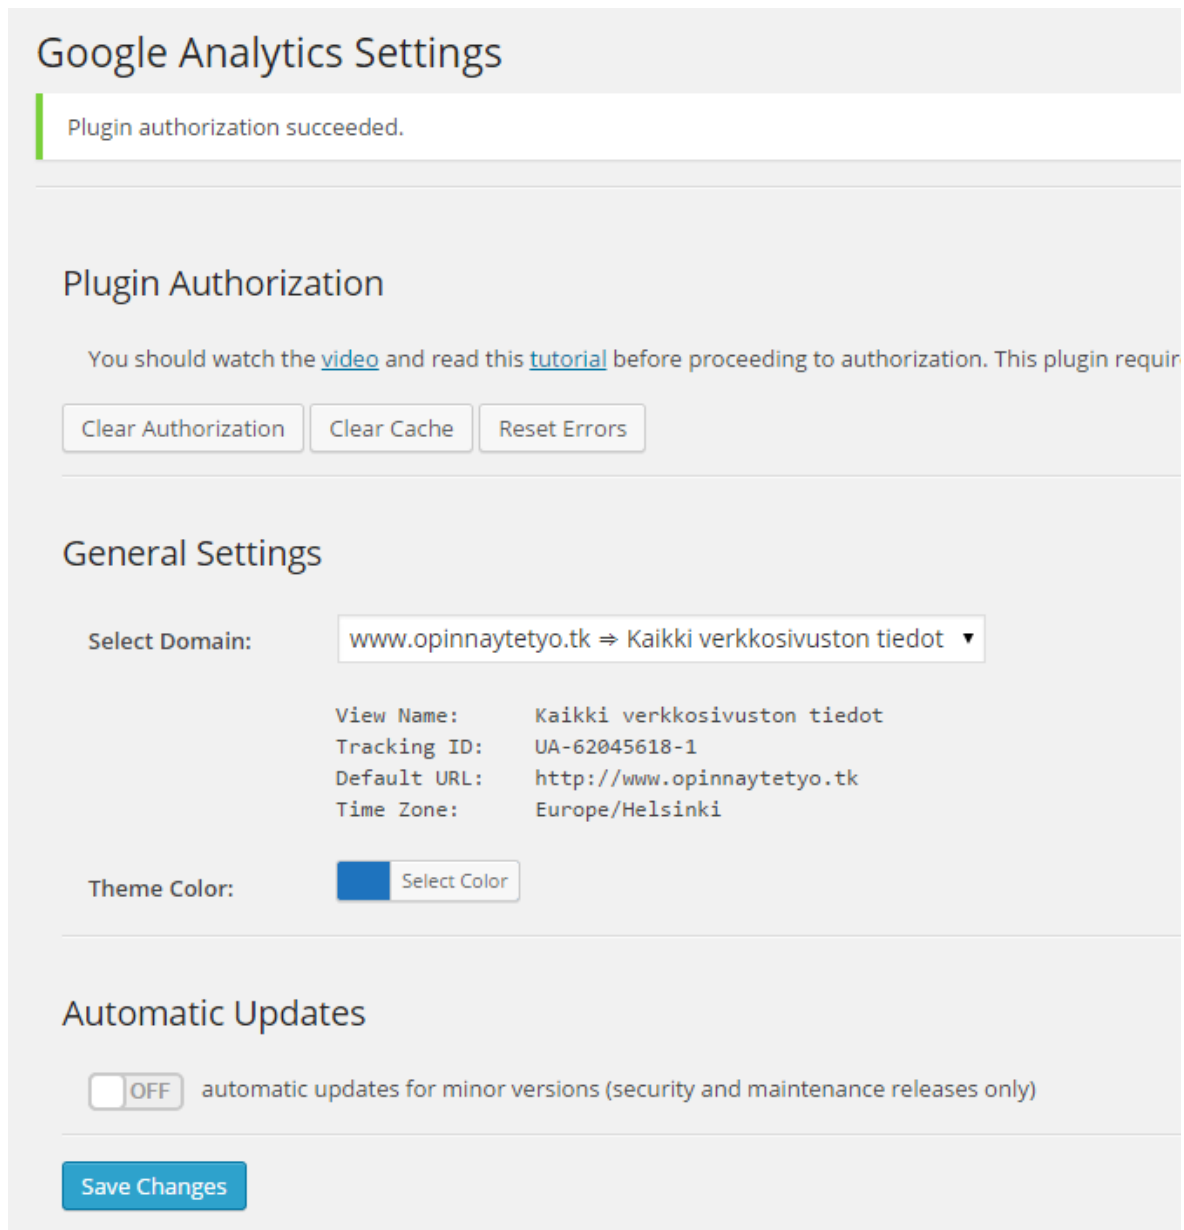 Google Analytics Settings
Plugin authorization succeeded.
Plugin Authorization
You should watch the video and read this tutorial before proceeding to authorization. This plugin requir
Clear Authorization Clear Cache Reset Errors
General Settings
Select Domain: www.opinnaytetyo.tk ⇒ Kaikki verkkosivuston tiedot
View Name: Kaikki verkkosivuston tiedot
Tracking ID: UA-62045618-1
Default URL: http://www.opinnaytetyo.tk
Time Zone: Europe/Helsinki
Theme Color: Select Color
Automatic Updates
OFF automatic updates for minor versions (security and maintenance releases only)
Save Changes